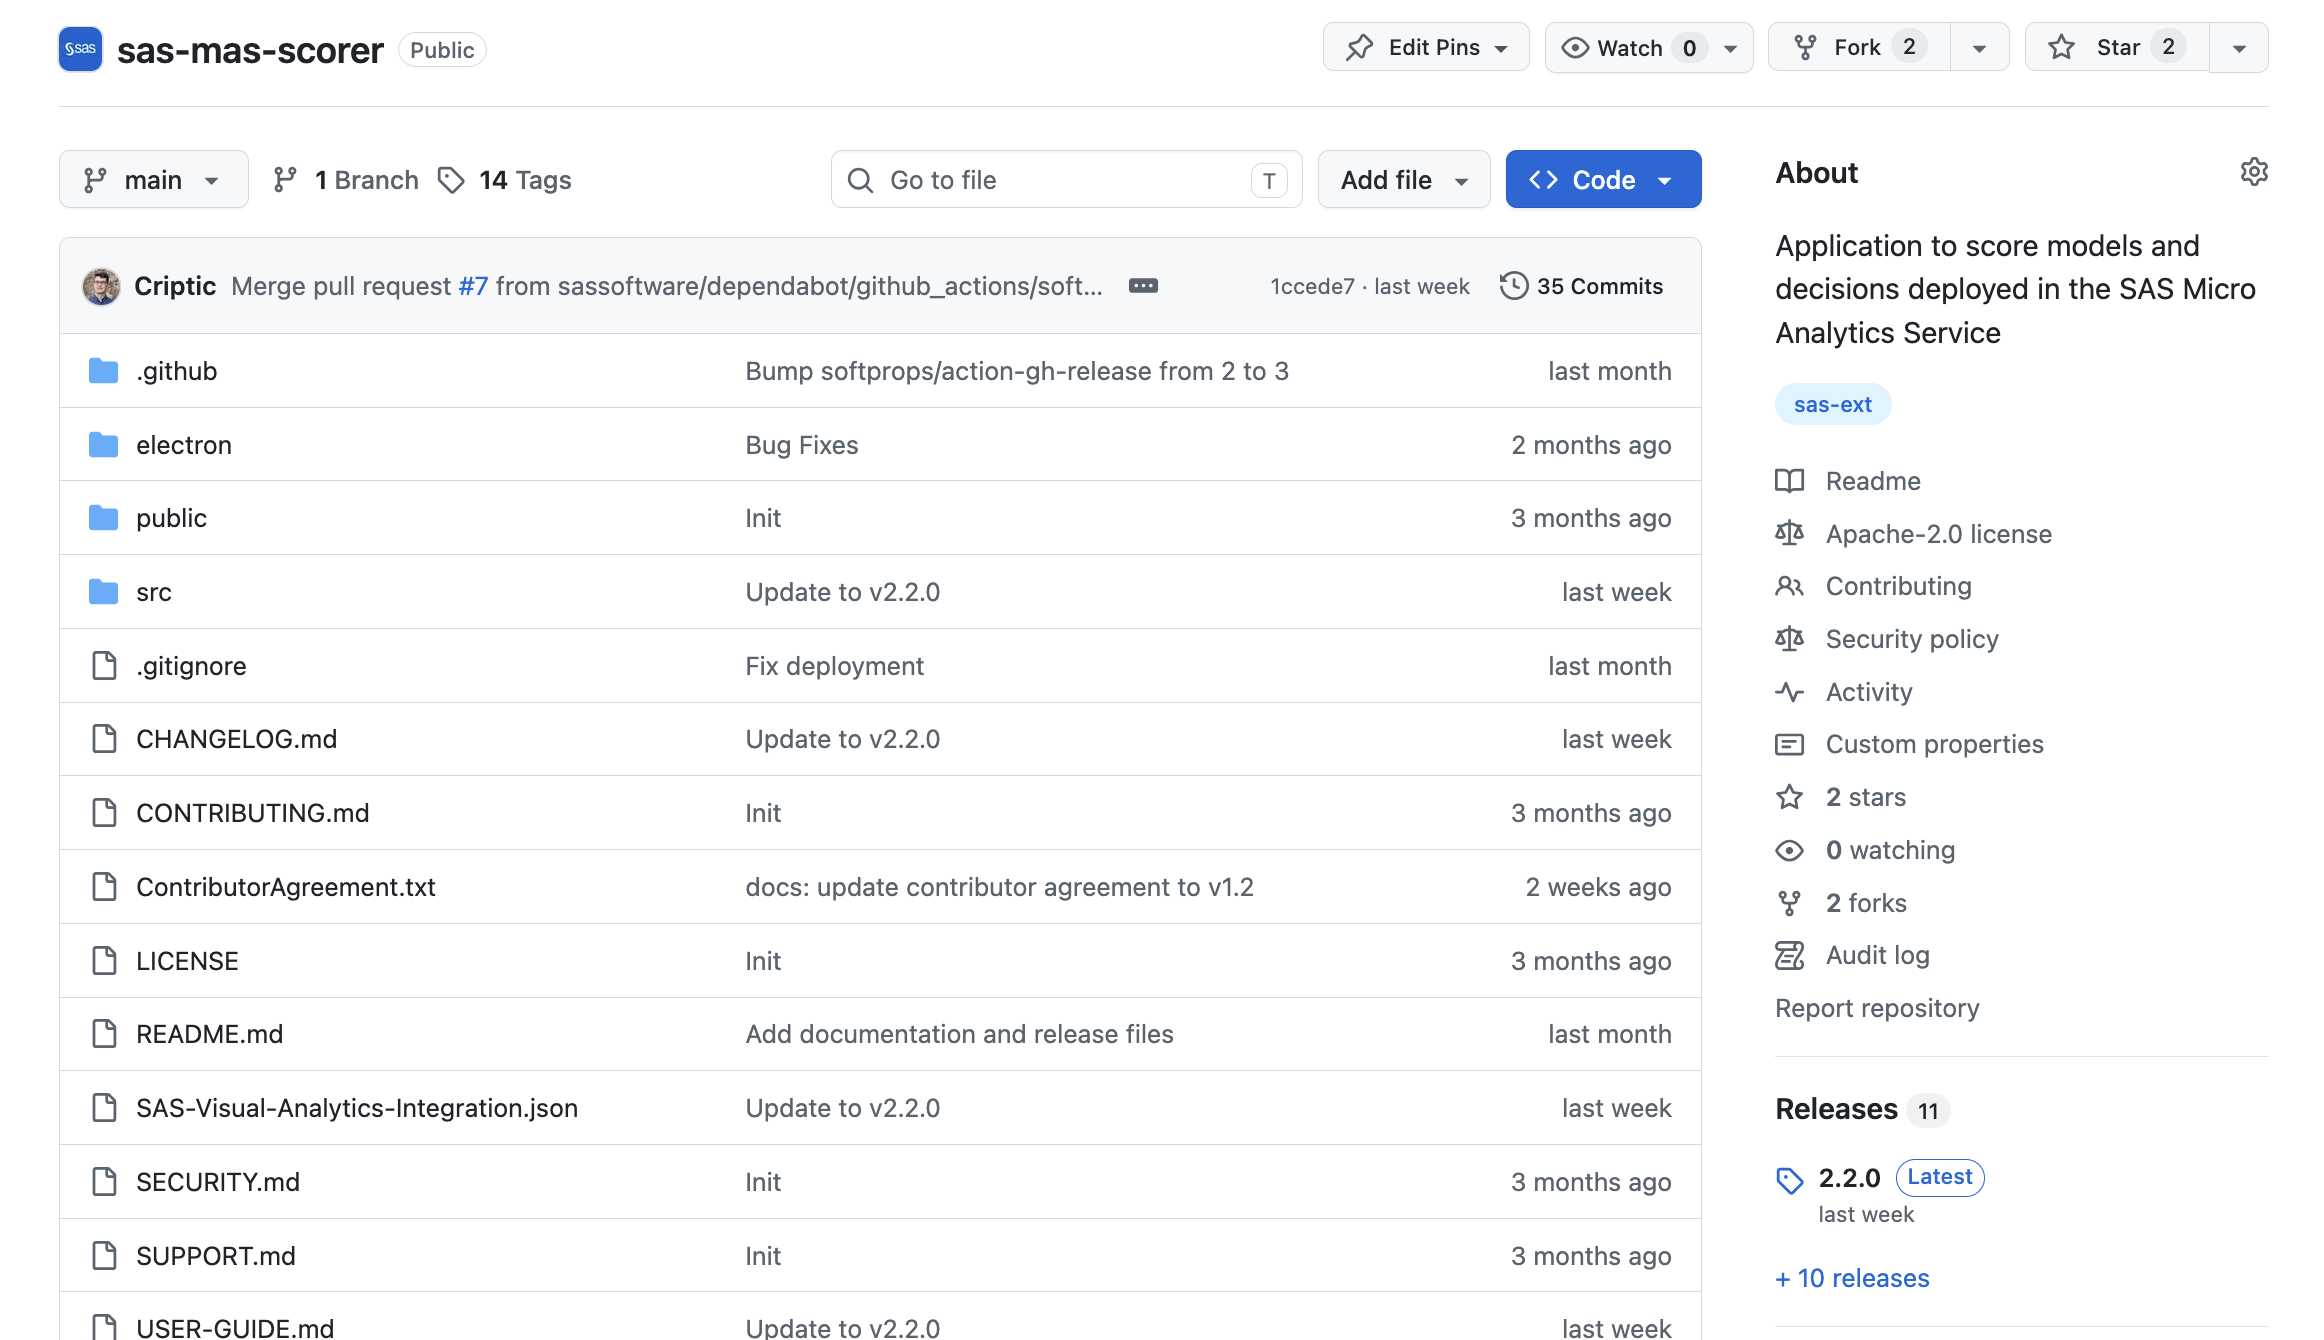 sas sas-mas-scorer Public Edit Pins Watch 0 Fork 2 Star 2
main 1 Branch 14 Tags Go to file T Add file Code
Criptic Merge pull request #7 from sassoftware/dependabot/github_actions/soft... 1ccede7 · last week 35 Commits
.github Bump softprops/action-gh-release from 2 to 3 last month
electron Bug Fixes 2 months ago
public Init 3 months ago
src Update to v2.2.0 last week
.gitignore Fix deployment last month
CHANGELOG.md Update to v2.2.0 last week
CONTRIBUTING.md Init 3 months ago
ContributorAgreement.txt docs: update contributor agreement to v1.2 2 weeks ago
LICENSE Init 3 months ago
README.md Add documentation and release files last month
SAS-Visual-Analytics-Integration.json Update to v2.2.0 last week
SECURITY.md Init 3 months ago
SUPPORT.md Init 3 months ago
USER-GUIDE.md Update to v2.2.0 last week
About
Application to score models and
decisions deployed in the SAS Micro
Analytics Service
sas-ext
Readme
Apache-2.0 license
Contributing
Security policy
Activity
Custom properties
2 stars
0 watching
2 forks
Audit log
Report repository
Releases 11
2.2.0 Latest
last week
+ 10 releases